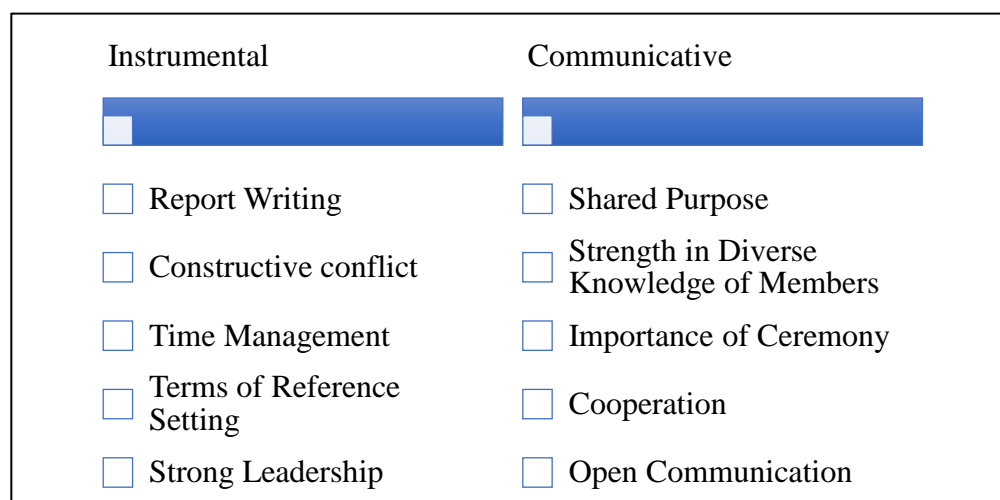 Instrumental
Report Writing
Constructive conflict
Time Management
Terms of Reference
Setting
Strong Leadership
Communicative
Shared Purpose
Strength in Diverse
Knowledge of Members
Importance of Ceremony
Cooperation
Open Communication